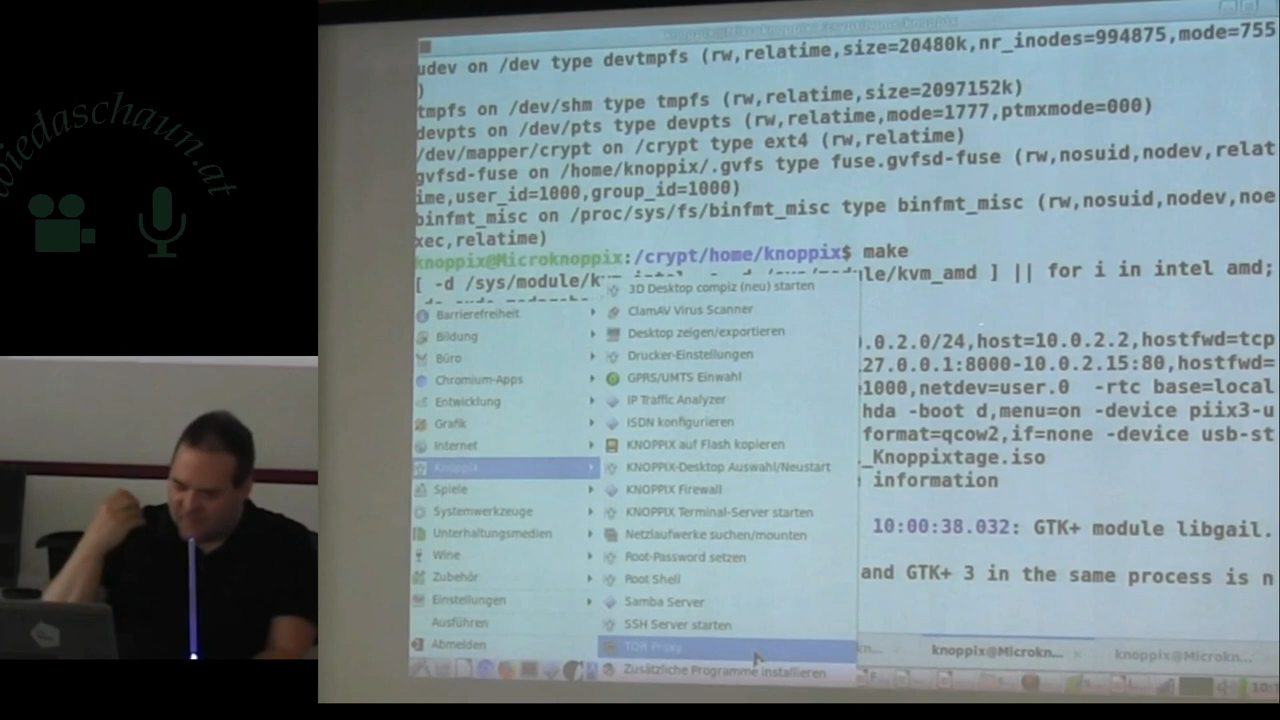 wiedaschaun.at
udev on /dev type devtmpfs (rw,relatime,size=20480k,nr_inodes=994875,mode=755
)
tmpfs on /dev/shm type tmpfs (rw,relatime,size=2097152k)
devpts on /dev/pts type devpts (rw,relatime,mode=1777,ptmxmode=000)
/dev/mapper/crypt on /crypt type ext4 (rw,relatime)
gvfsd-fuse on /home/knoppix/.gvfs type fuse.gvfsd-fuse (rw,nosuid,nodev,relat
ime,user_id=1000,group_id=1000)
binfmt_misc on /proc/sys/fs/binfmt_misc type binfmt_misc (rw,nosuid,nodev,noe
xec,relatime)
knoppix@Microknoppix:/crypt/home/knoppix$ make
[ -d /sys/module/k /kvm_amd ] || for i in intel amd;
.0.2.0/24,host=10.0.2.2,hostfwd=tcp
27.0.0.1:8000-10.0.2.15:80,hostfwd=
1000,netdev=user.0 -rtc base=local
hda -boot d,menu=on -device piix3-u
format=qcow2,if=none -device usb-st
_Knoppixtage.iso
information
10:00:38.032: GTK+ module libgail.
and GTK+ 3 in the same process is n
Barrierefreiheit
Bildung
Büro
Chromium-Apps
Entwicklung
Grafik
Internet
Knoppix
Spiele
Systemwerkzeuge
Unterhaltungsmedien
Wine
Zubehör
Einstellungen
Ausführen
Abmelden
3D Desktop compiz (neu) starten
ClamAV Virus Scanner
Desktop zeigen/exportieren
Drucker-Einstellungen
GPRS/UMTS Einwahl
IP Traffic Analyzer
ISDN konfigurieren
KNOPPIX auf Flash kopieren
KNOPPIX-Desktop Auswahl/Neustart
KNOPPIX Firewall
KNOPPIX Terminal-Server starten
Netzlaufwerke suchen/mounten
Root-Password setzen
Root Shell
Samba Server
SSH Server starten
TOR Proxy
Zusätzliche Programme installieren
knoppix@Microkn...
knoppix@Microkn...